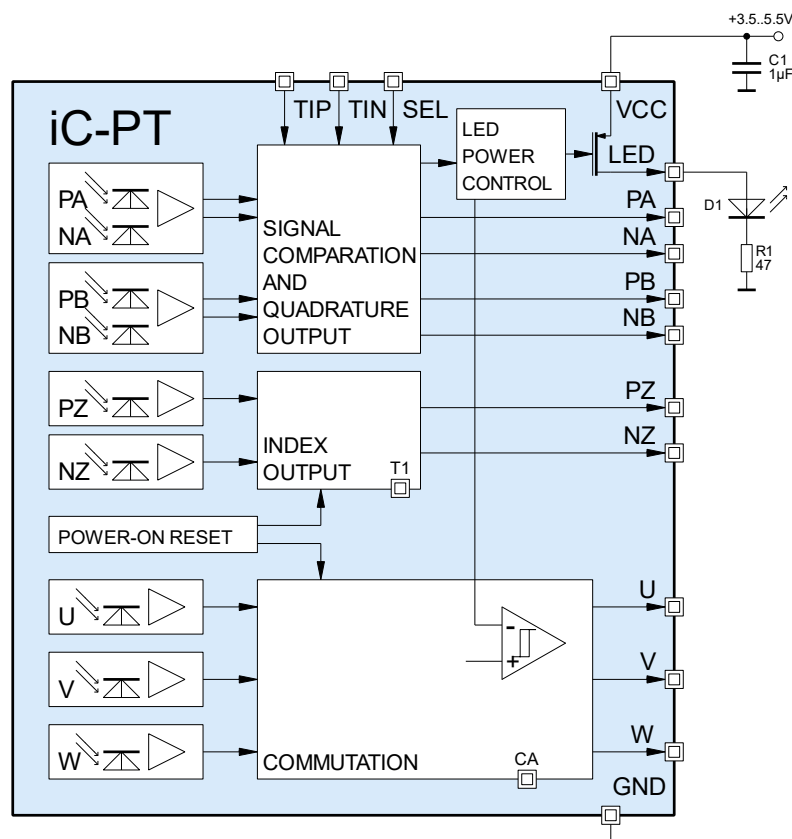 +3.5..5.5V
C1
1µF
iC-PT
TIP TIN SEL
VCC
LED
POWER
CONTROL
LED
D1
R1
47
PA
NA
SIGNAL
COMPARATION
AND
QUADRATURE
OUTPUT
PA
NA
PB
NB
PB
NB
PZ
NZ
INDEX
OUTPUT
T1
PZ
NZ
POWER-ON RESET
U
V
W
-
+
COMMUTATION
CA
U
V
W
GND